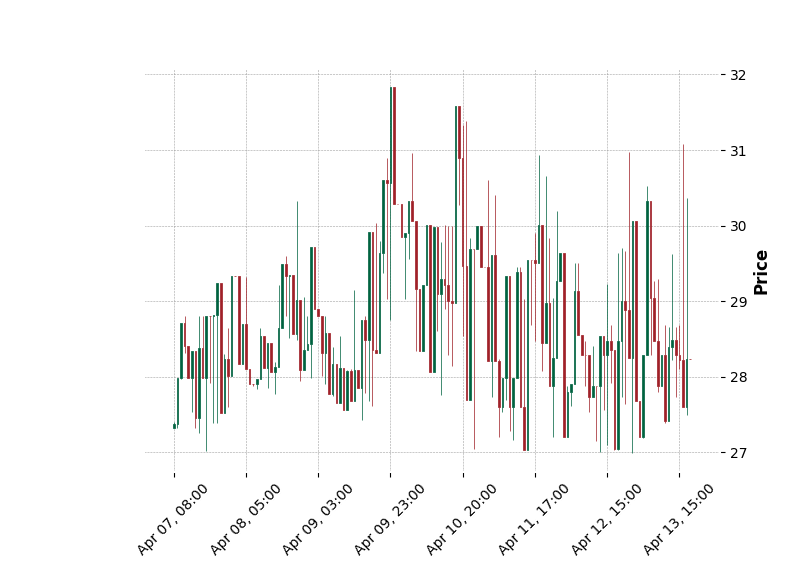 32
31
30
29
28
27
Price
Apr 07, 08:00
Apr 08, 05:00
Apr 09, 03:00
Apr 09, 23:00
Apr 10, 20:00
Apr 11, 17:00
Apr 12, 15:00
Apr 13, 15:00